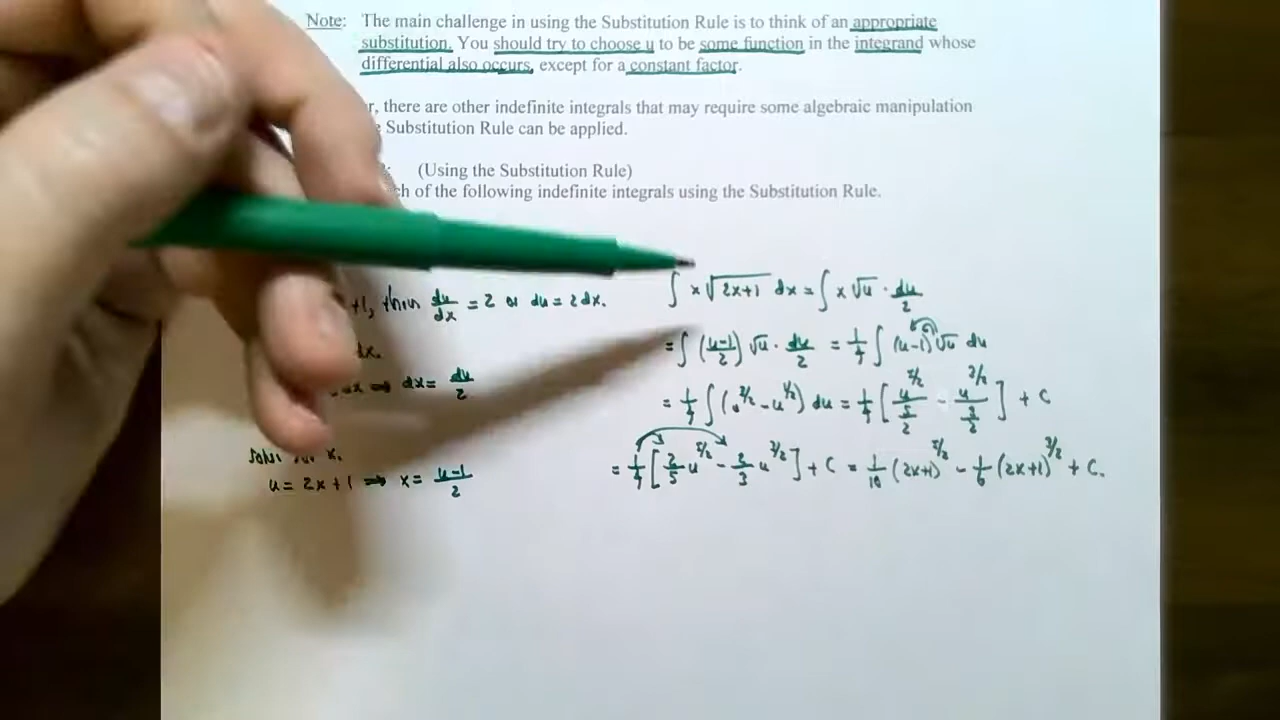 Note: The main challenge in using the Substitution Rule is to think of an appropriate
substitution. You should try to choose u to be some function in the integrand whose
differential also occurs, except for a constant factor.
r, there are other indefinite integrals that may require some algebraic manipulation
Substitution Rule can be applied.
(Using the Substitution Rule)
ch of the following indefinite integrals using the Substitution Rule.
+1, then du/dx = 2 or du = 2dx.
dx.
dx ⇒ dx = du/2
x.
u = 2x+1 ⇒ x = (u-1)/2
∫ x√(2x+1) dx = ∫ x√u · du/2
= ∫ ((u-1)/2) √u · du/2 = 1/4 ∫ (u-1)√u du
= 1/4 ∫ (u^(3/2) - u^(1/2)) du = 1/4 [u^(5/2)/(5/2) - u^(3/2)/(3/2)] + C
= 1/4 [2/5 u^(5/2) - 2/3 u^(3/2)] + C = 1/10 (2x+1)^(5/2) - 1/6 (2x+1)^(3/2) + C.